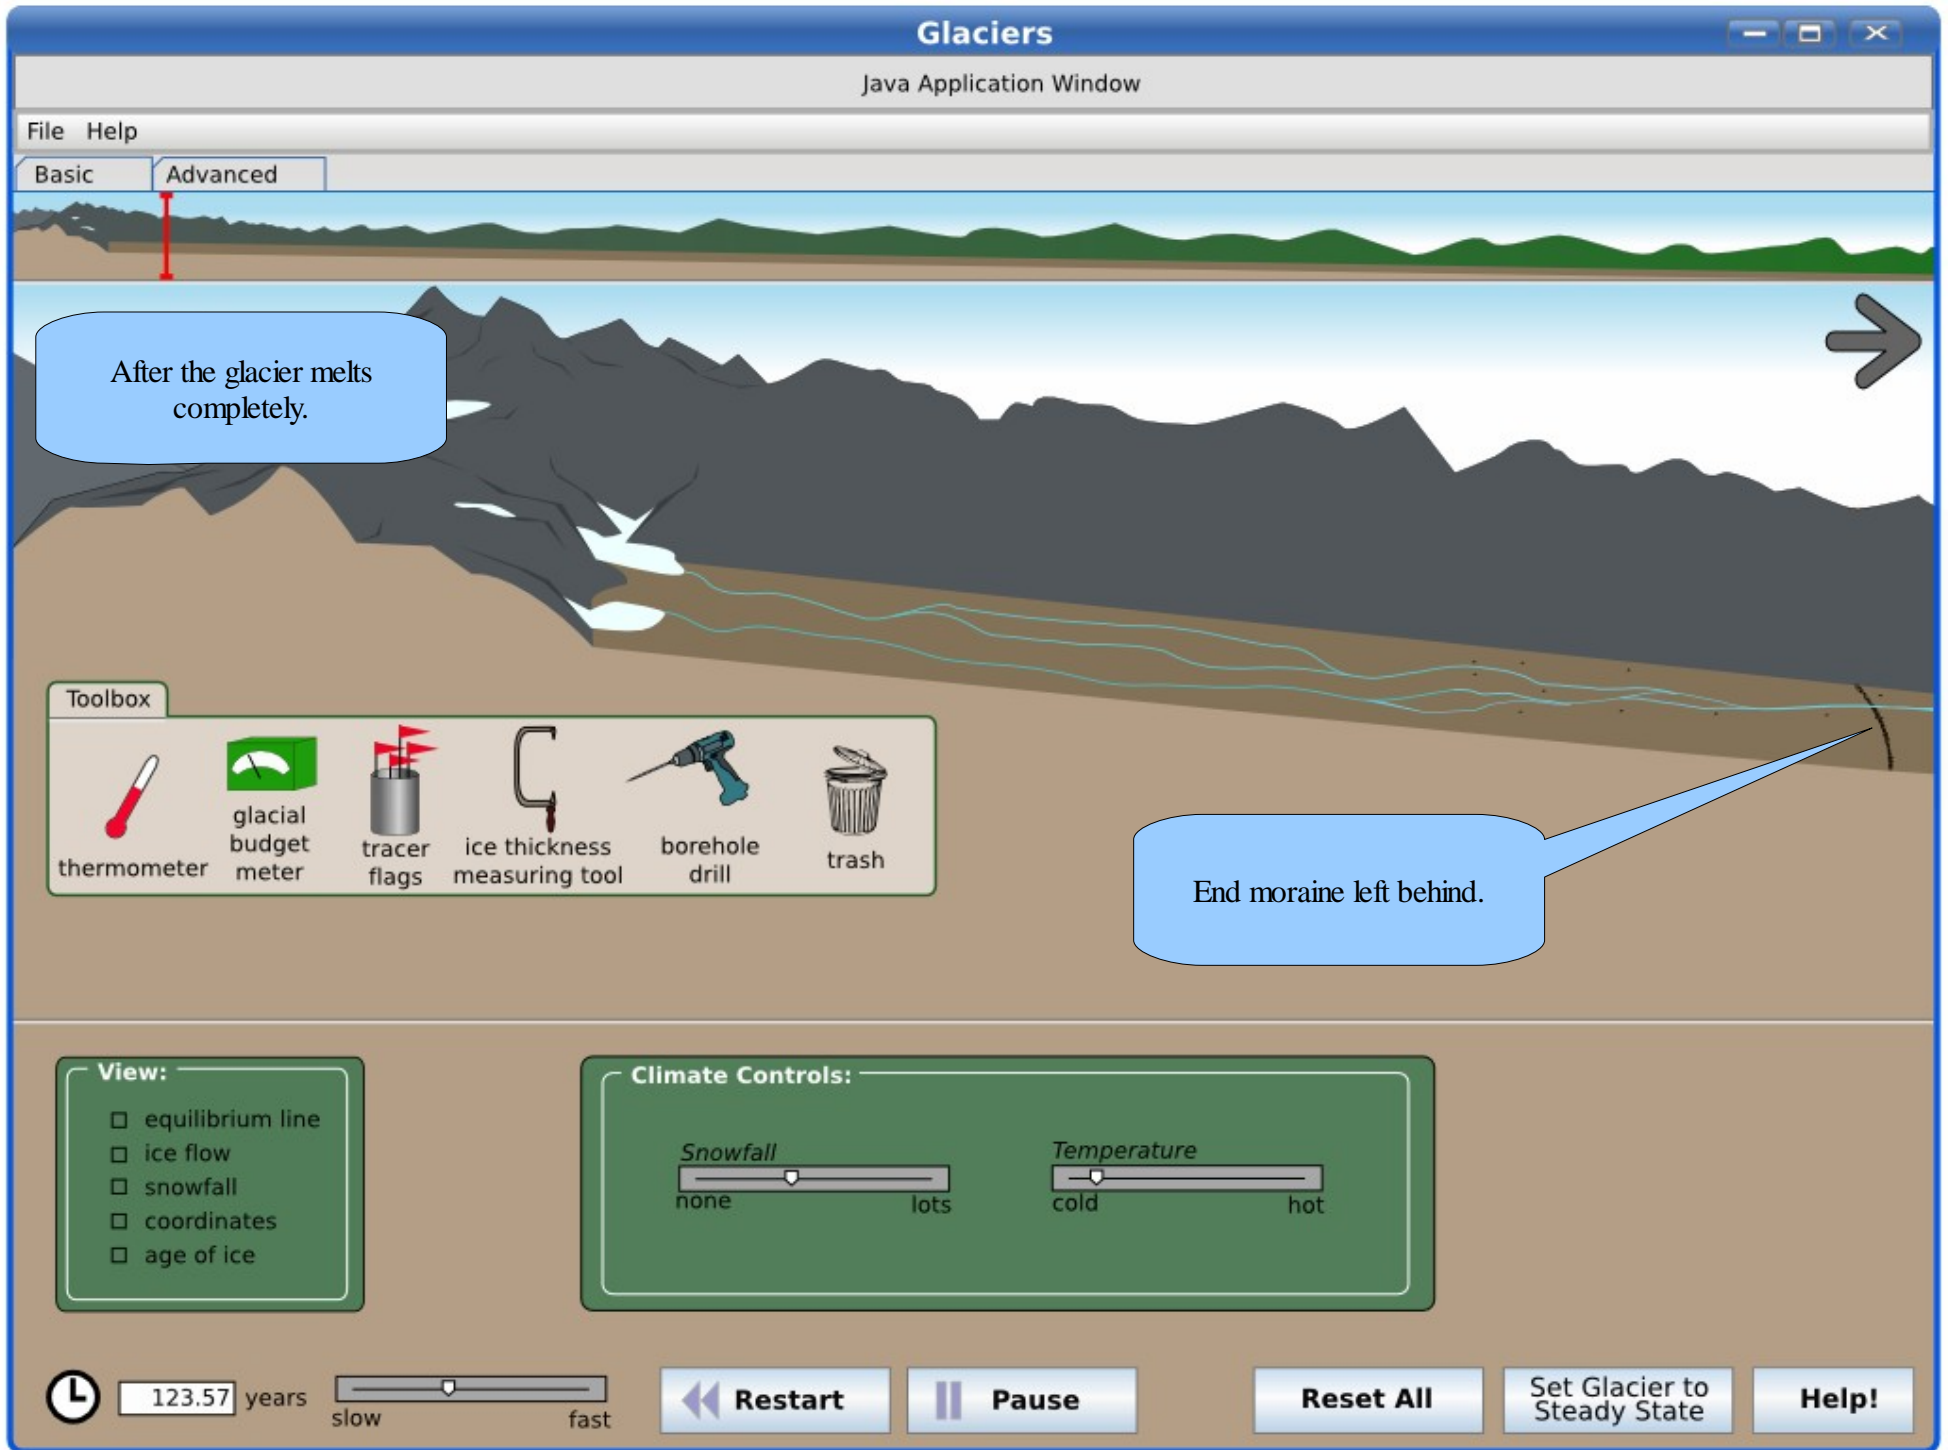 Glaciers
Java Application Window
File Help
Basic Advanced
After the glacier melts
completely.
Toolbox
thermometer
glacial
budget
meter
tracer
flags
ice thickness
measuring tool
borehole
drill
trash
End moraine left behind.
View:
equilibrium line
ice flow
snowfall
coordinates
age of ice
Climate Controls:
Snowfall
none lots
Temperature
cold hot
123.57 years
slow fast
Restart
Pause
Reset All
Set Glacier to
Steady State
Help!